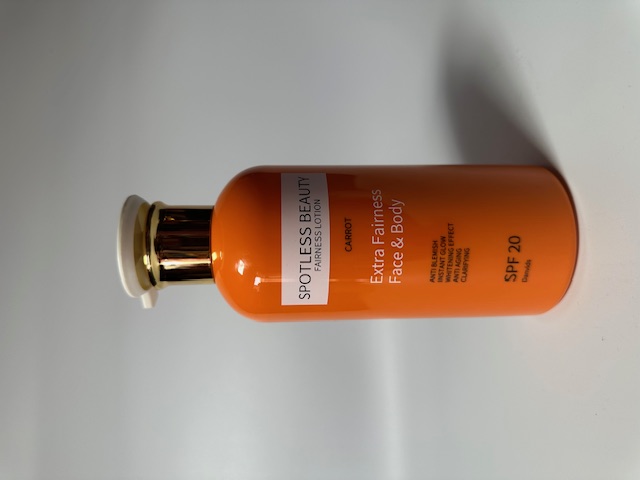 SPOTLESS BEAUTY
FAIRNESS LOTION
CARROT
Extra Fairness
Face & Body
ANTI BLEMISH
INSTANT GLOW
WHITENING EFFECT
ANTI AGING
CLARIFYING
SPF 20
Danvids